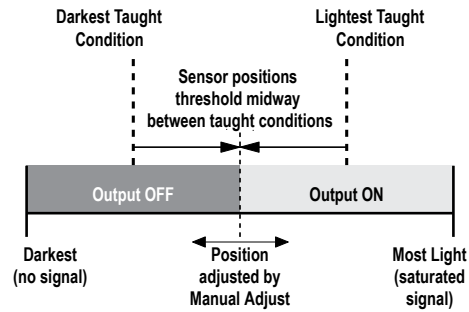 Darkest Taught
Condition
Lightest Taught
Condition
Sensor positions
threshold midway
between taught conditions
Output OFF
Output ON
Darkest
(no signal)
Position
adjusted by
Manual Adjust
Most Light
(saturated
signal)